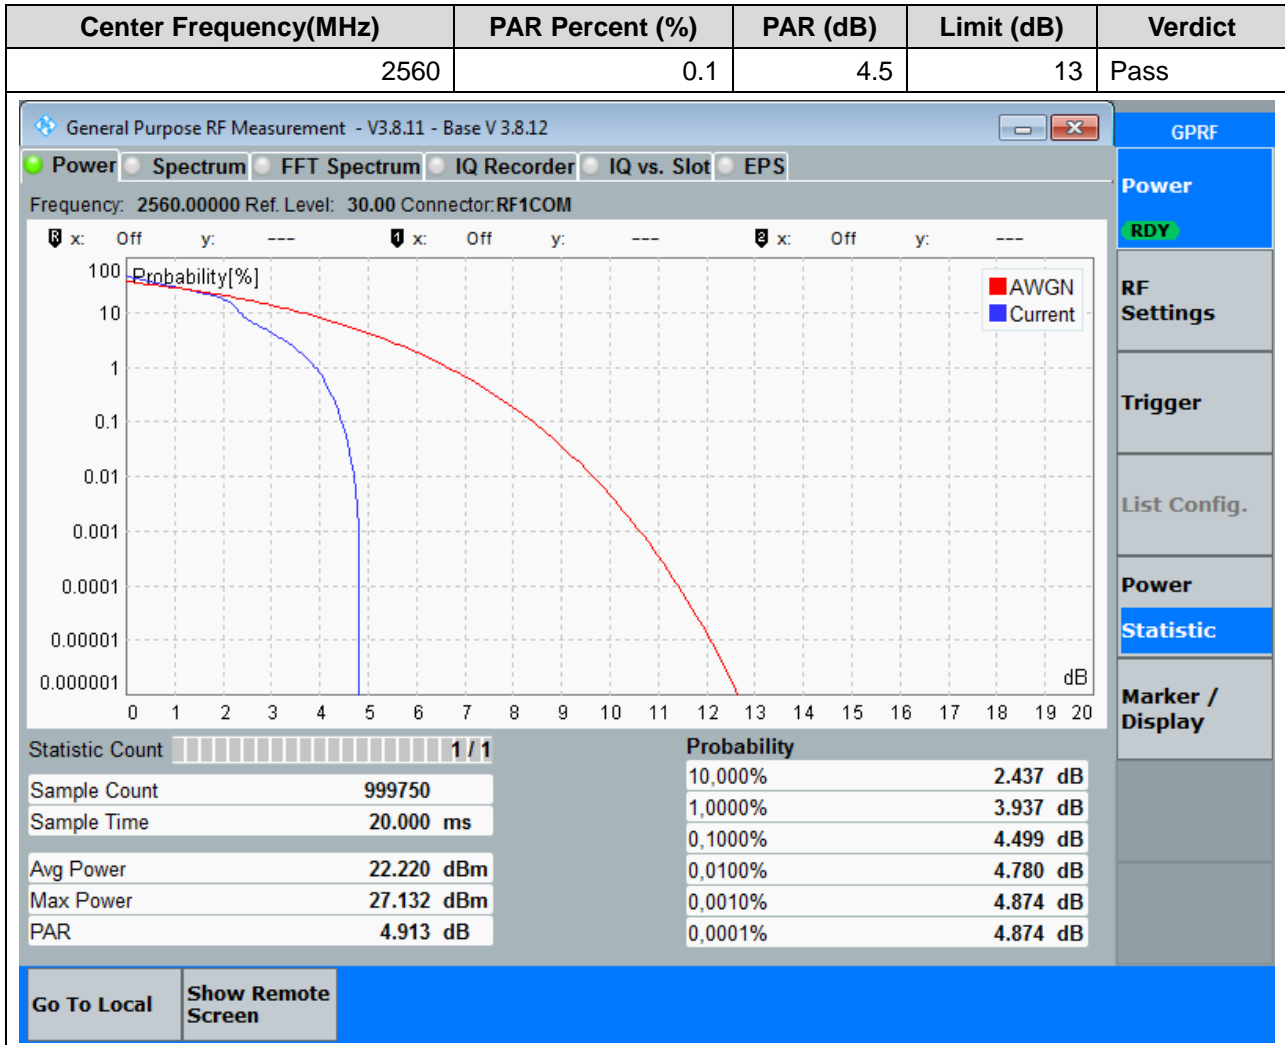 Center Frequency(MHz) PAR Percent (%) PAR (dB) Limit (dB) Verdict
2560 0.1 4.5 13 Pass
General Purpose RF Measurement - V3.8.11 - Base V 3.8.12
GPRF
Power Spectrum FFT Spectrum IQ Recorder IQ vs. Slot EPS
Power
RDY
Frequency: 2560.00000 Ref. Level: 30.00 Connector:RF1COM
R x: Off y: --- 1 x: Off y: --- 2 x: Off y: ---
Probability[%]
AWGN
Current
100
10
1
0.1
0.01
0.001
0.0001
0.00001
0.000001
dB
0 1 2 3 4 5 6 7 8 9 10 11 12 13 14 15 16 17 18 19 20
RF
Settings
Trigger
List Config.
Power
Statistic
Marker /
Display
Statistic Count 1 / 1
Sample Count 999750
Sample Time 20.000 ms
Avg Power 22.220 dBm
Max Power 27.132 dBm
PAR 4.913 dB
Probability
10,000% 2.437 dB
1,0000% 3.937 dB
0,1000% 4.499 dB
0,0100% 4.780 dB
0,0010% 4.874 dB
0,0001% 4.874 dB
Go To Local
Show Remote
Screen